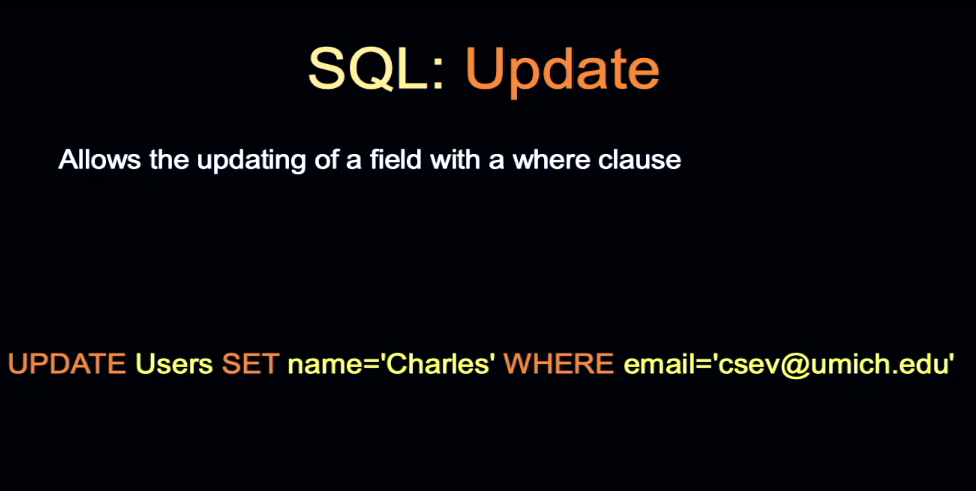 SQL: Update
Allows the updating of a field with a where clause
UPDATE Users SET name='Charles' WHERE email='csev@umich.edu'